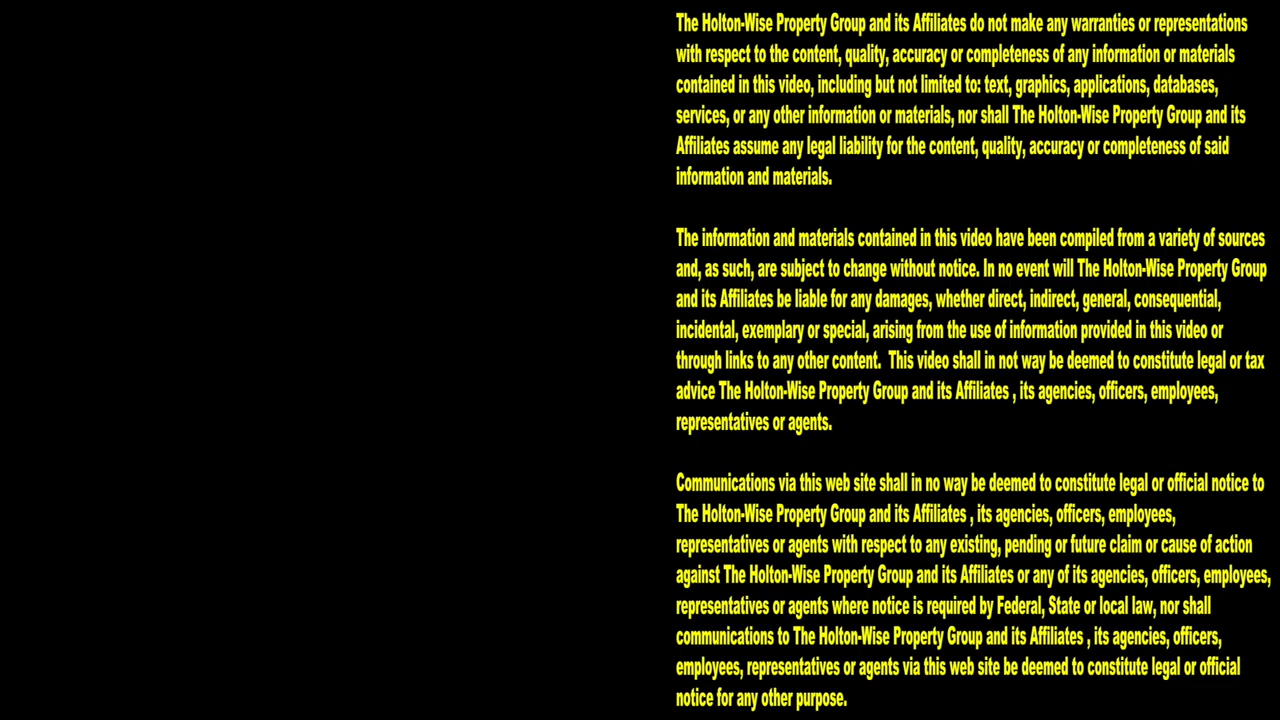 The Holton-Wise Property Group and its Affiliates do not make any warranties or representations
with respect to the content, quality, accuracy or completeness of any information or materials
contained in this video, including but not limited to: text, graphics, applications, databases,
services, or any other information or materials, nor shall The Holton-Wise Property Group and its
Affiliates assume any legal liability for the content, quality, accuracy or completeness of said
information and materials.
The information and materials contained in this video have been compiled from a variety of sources
and, as such, are subject to change without notice. In no event will The Holton-Wise Property Group
and its Affiliates be liable for any damages, whether direct, indirect, general, consequential,
incidental, exemplary or special, arising from the use of information provided in this video or
through links to any other content.  This video shall in not way be deemed to constitute legal or tax
advice The Holton-Wise Property Group and its Affiliates , its agencies, officers, employees,
representatives or agents.
Communications via this web site shall in no way be deemed to constitute legal or official notice to
The Holton-Wise Property Group and its Affiliates , its agencies, officers, employees,
representatives or agents with respect to any existing, pending or future claim or cause of action
against The Holton-Wise Property Group and its Affiliates or any of its agencies, officers, employees,
representatives or agents where notice is required by Federal, State or local law, nor shall
communications to The Holton-Wise Property Group and its Affiliates , its agencies, officers,
employees, representatives or agents via this web site be deemed to constitute legal or official
notice for any other purpose.